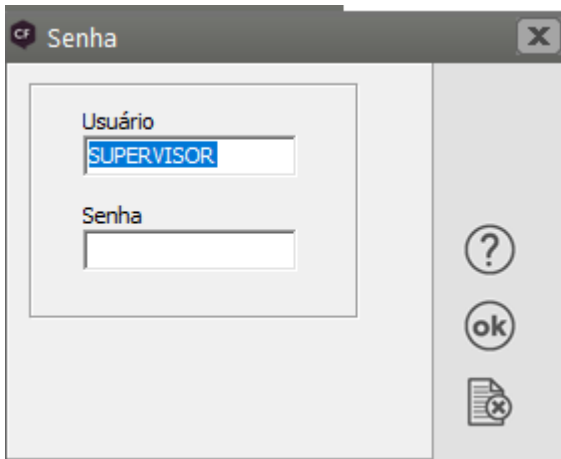 CF Senha
Usuário
SUPERVISOR
Senha
?
ok